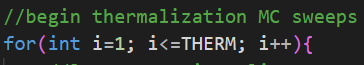 //begin thermalization MC sweeps
for(int i=1; i<=THERM; i++){